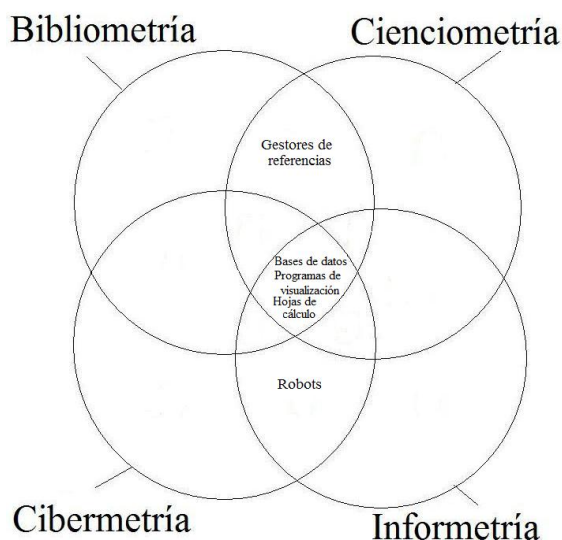 Bibliometría
Cienciometría
Gestores de
referencias
Bases de datos
Programas de
visualización
Hojas de
cálculo
Robots
Cibermetría
Informetría